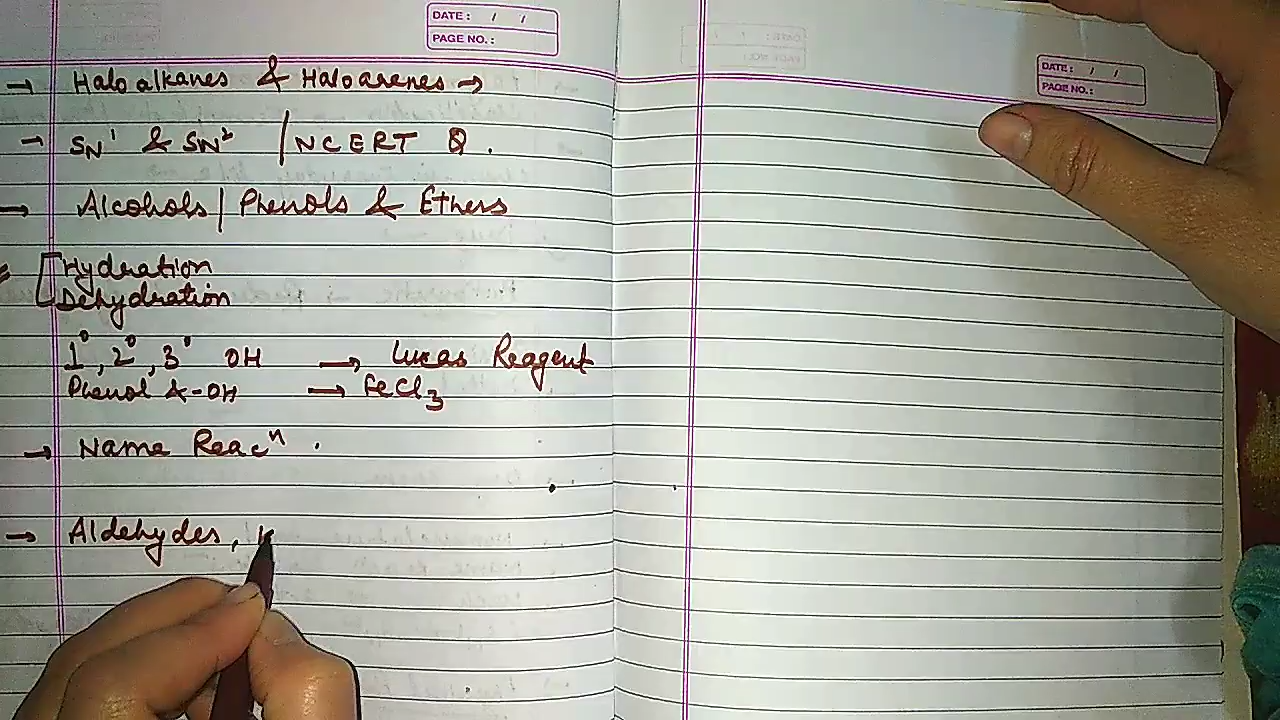 DATE: / /
PAGE NO.:
DATE: / /
PAGE NO.:
→ Haloalkanes & Haloarenes →
→ SN1 & SN2 / NCERT Q.
→ Alcohols / Phenols & Ethers
Hydration
Dehydration
1°, 2°, 3° OH → Lucas Reagent
Phenol &-OH → FeCl3
→ Name Reacn .
→ Aldehydes, K